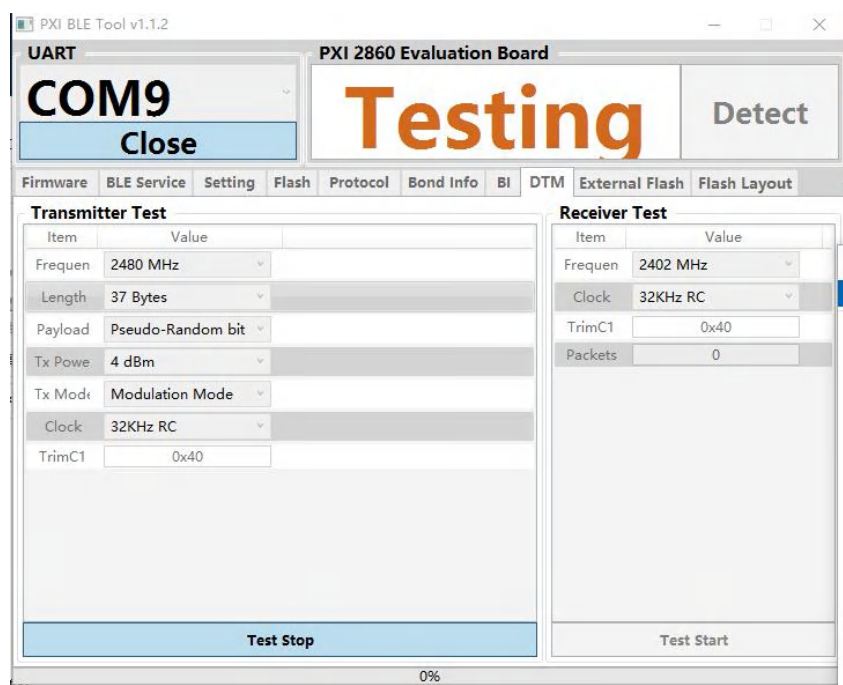 PXI BLE Tool v1.1.2
UART
COM9
Close
PXI 2860 Evaluation Board
Testing
Detect
Firmware BLE Service Setting Flash Protocol Bond Info BI DTM External Flash Flash Layout
Transmitter Test
Item Value
Frequen 2480 MHz
Length 37 Bytes
Payload Pseudo-Random bit
Tx Powe 4 dBm
Tx Mode Modulation Mode
Clock 32KHz RC
TrimC1 0x40
Test Stop
Receiver Test
Item Value
Frequen 2402 MHz
Clock 32KHz RC
TrimC1 0x40
Packets 0
Test Start
0%